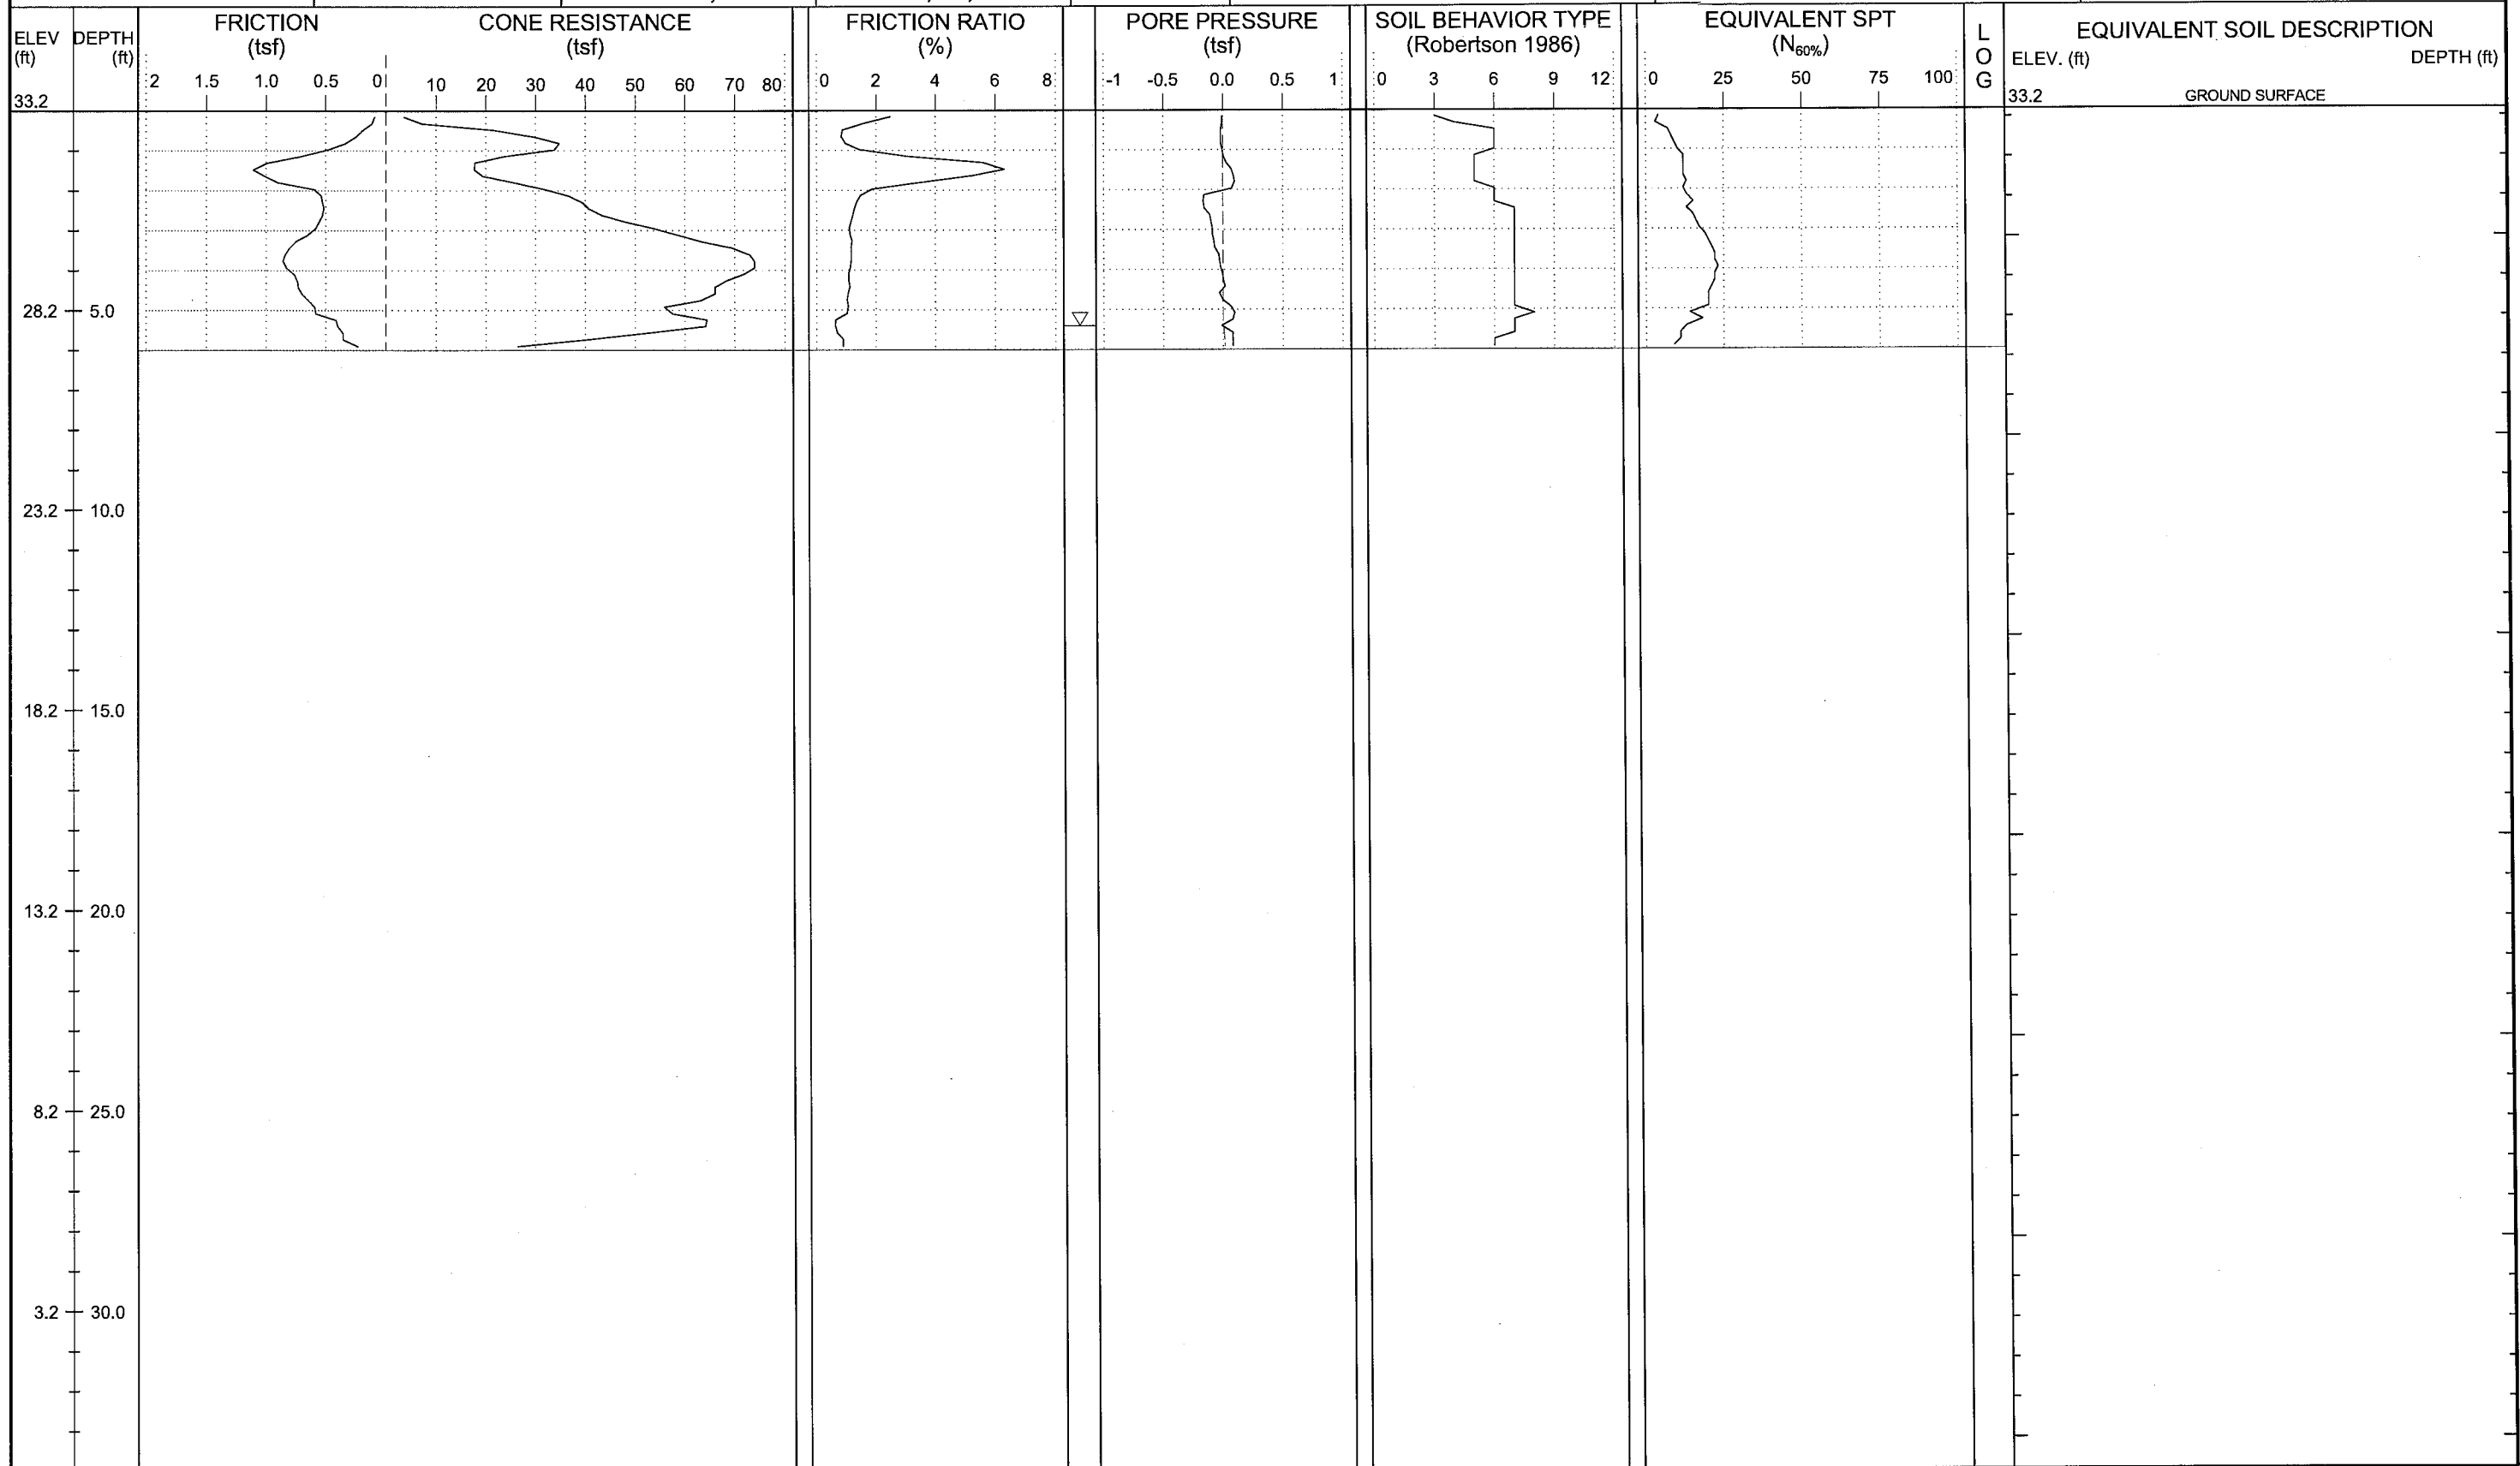 ELEV (ft)
DEPTH (ft)
FRICTION
(tsf)
CONE RESISTANCE
(tsf)
FRICTION RATIO
(%)
PORE PRESSURE
(tsf)
SOIL BEHAVIOR TYPE
(Robertson 1986)
EQUIVALENT SPT
(N60%)
LOG
EQUIVALENT SOIL DESCRIPTION
ELEV. (ft) DEPTH (ft)
2 1.5 1.0 0.5 0 10 20 30 40 50 60 70 80
0 2 4 6 8
-1 -0.5 0.0 0.5 1
0 3 6 9 12
0 25 50 75 100
33.2
33.2 GROUND SURFACE
28.2 5.0
23.2 10.0
18.2 15.0
13.2 20.0
8.2 25.0
3.2 30.0